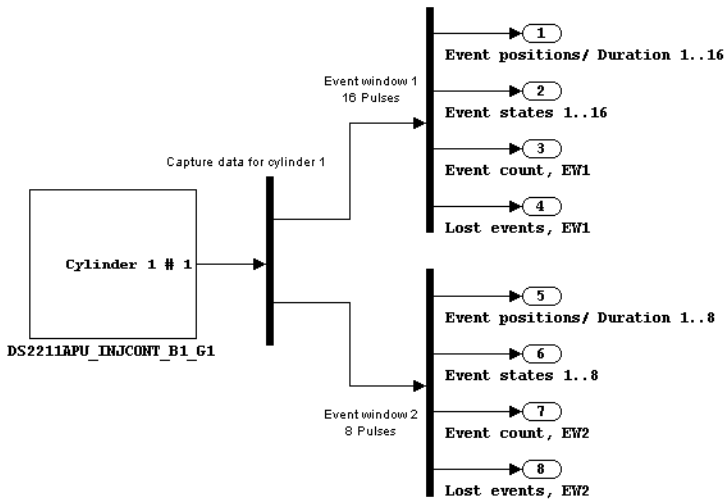 1
Event positions/ Duration 1..16
Event window 1
16 Pulses
2
Event states 1..16
3
Event count, EW1
Capture data for cylinder 1
4
Lost events, EW1
Cylinder 1 # 1
DS2211APU_INJCONT_B1_G1
5
Event positions/ Duration 1..8
6
Event states 1..8
Event window 2
8 Pulses
7
Event count, EW2
8
Lost events, EW2